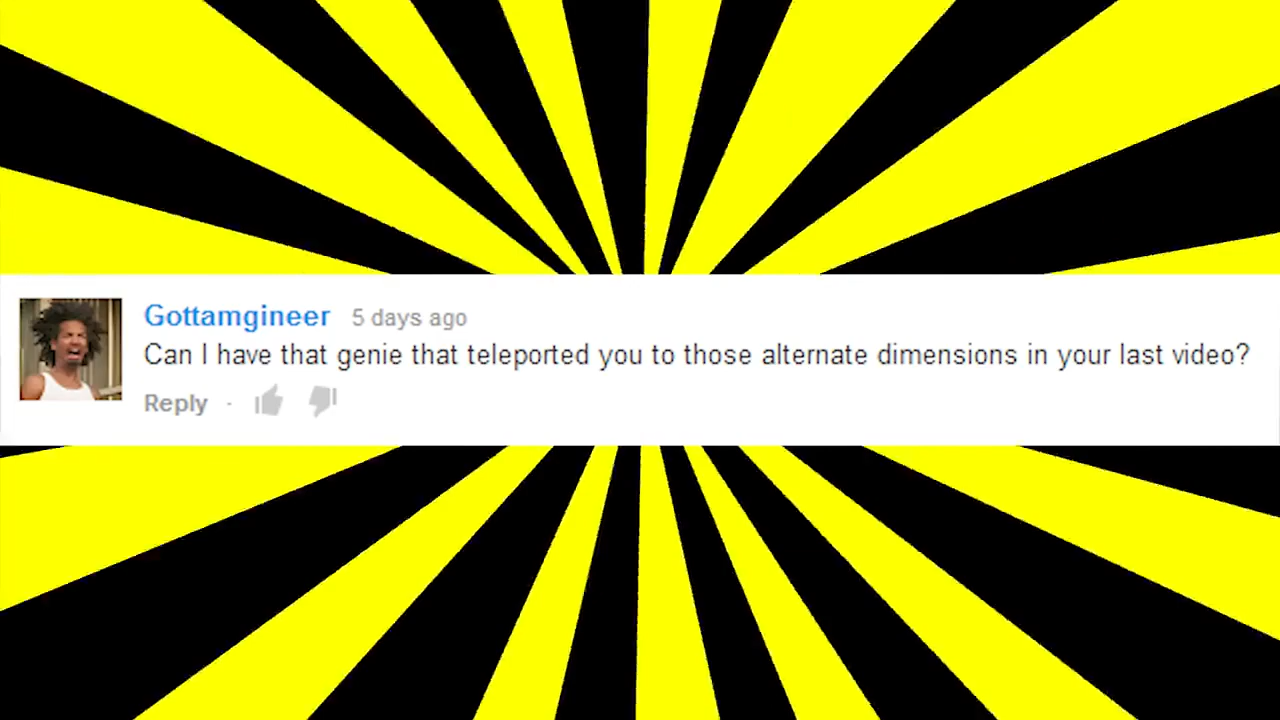 Gottamgineer 5 days ago
Can I have that genie that teleported you to those alternate dimensions in your last video?
Reply ·